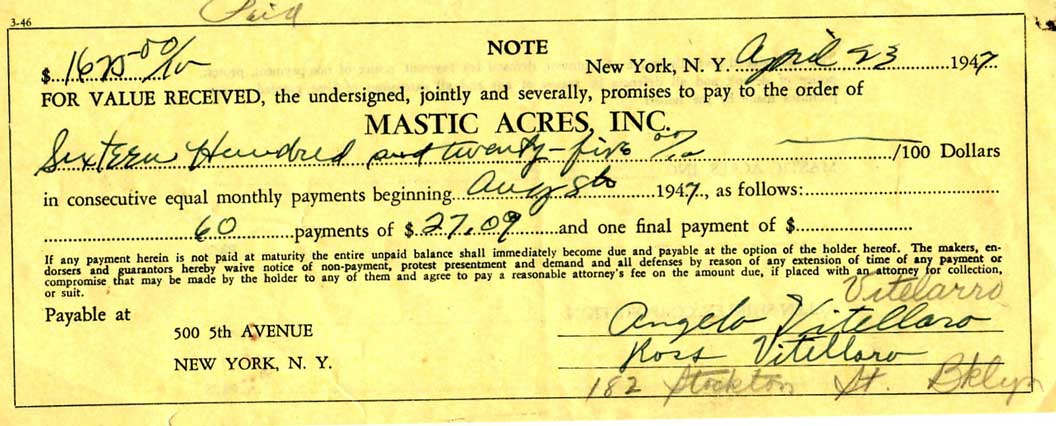 Paid
3-46
NOTE
$ 1625 00/10 New York, N. Y. April 23 1947
FOR VALUE RECEIVED, the undersigned, jointly and severally, promises to pay to the order of
MASTIC ACRES, INC.
Sixteen Hundred and twenty-five 00/10 /100 Dollars
in consecutive equal monthly payments beginning Aug 8th 1947, as follows:
60 payments of $ 27.09 and one final payment of $
If any payment herein is not paid at maturity the entire unpaid balance shall immediately become due and payable at the option of the holder hereof. The makers, en-
dorsers and guarantors hereby waive notice of non-payment, protest presentment and demand and all defenses by reason of any extension of time of any payment or
compromise that may be made by the holder to any of them and agree to pay a reasonable attorney's fee on the amount due, if placed with an attorney for collection,
or suit.
Vitelarro
Payable at
500 5th AVENUE
NEW YORK, N. Y.
Angelo Vitellaro
Ross Vitellaro
182 Stockton St. Bklyn